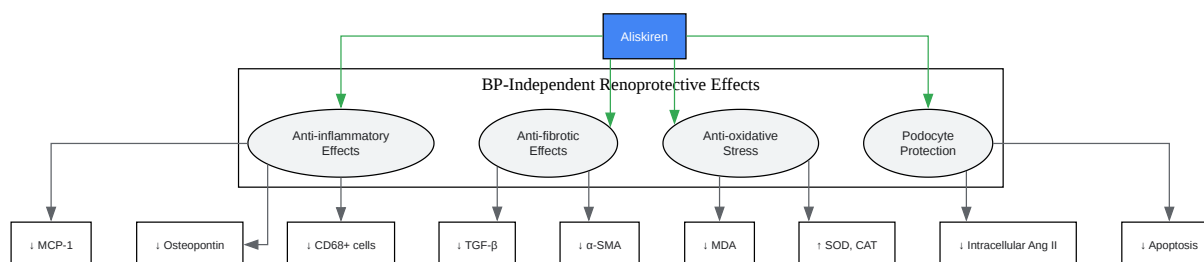 Aliskiren
BP-Independent Renoprotective Effects
Anti-inflammatory
Effects
Anti-fibrotic
Effects
Anti-oxidative
Stress
Podocyte
Protection
↓ MCP-1
↓ Osteopontin
↓ CD68+ cells
↓ TGF-β
↓ α-SMA
↓ MDA
↑ SOD, CAT
↓ Intracellular Ang II
↓ Apoptosis